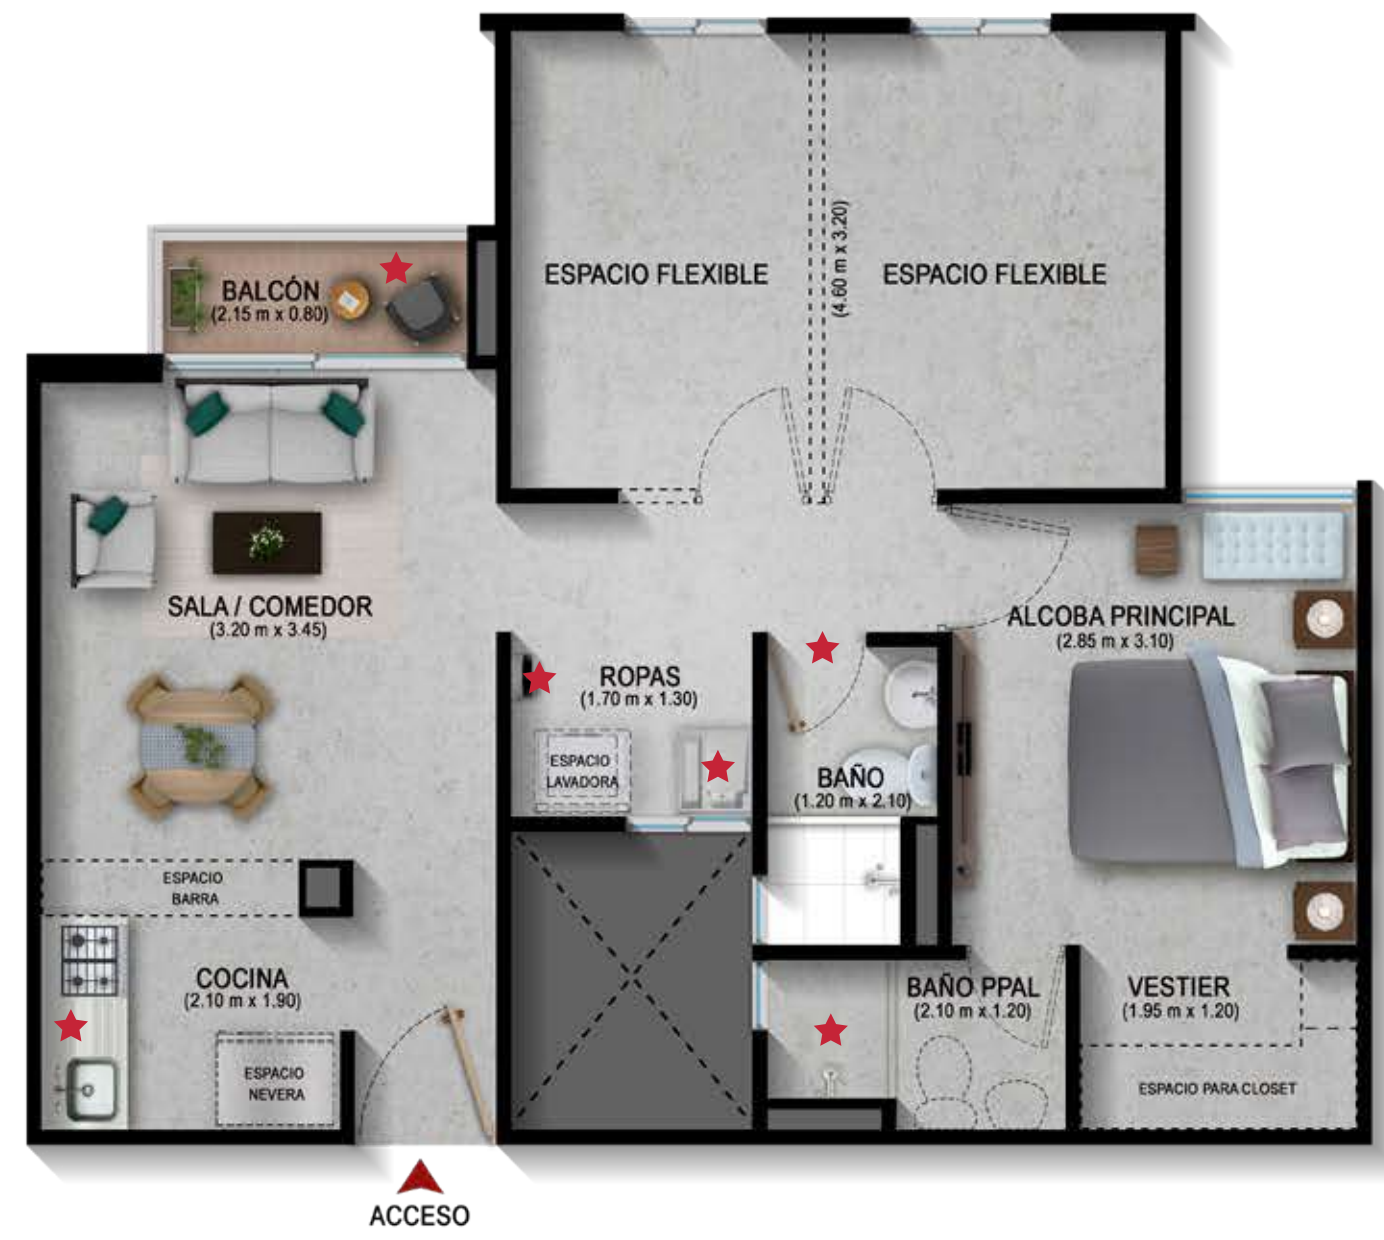 ESPACIO FLEXIBLE
(4.60 m x 3.20)
ESPACIO FLEXIBLE
BALCÓN
(2.15 m x 0.80)
SALA / COMEDOR
(3.20 m x 3.45)
ALCOBA PRINCIPAL
(2.85 m x 3.10)
ROPAS
(1.70 m x 1.30)
ESPACIO
LAVADORA
BAÑO
(1.20 m x 2.10)
ESPACIO
BARRA
COCINA
(2.10 m x 1.90)
BAÑO PPAL
(2.10 m x 1.20)
VESTIER
(1.95 m x 1.20)
ESPACIO
NEVERA
ESPACIO PARA CLOSET
ACCESO